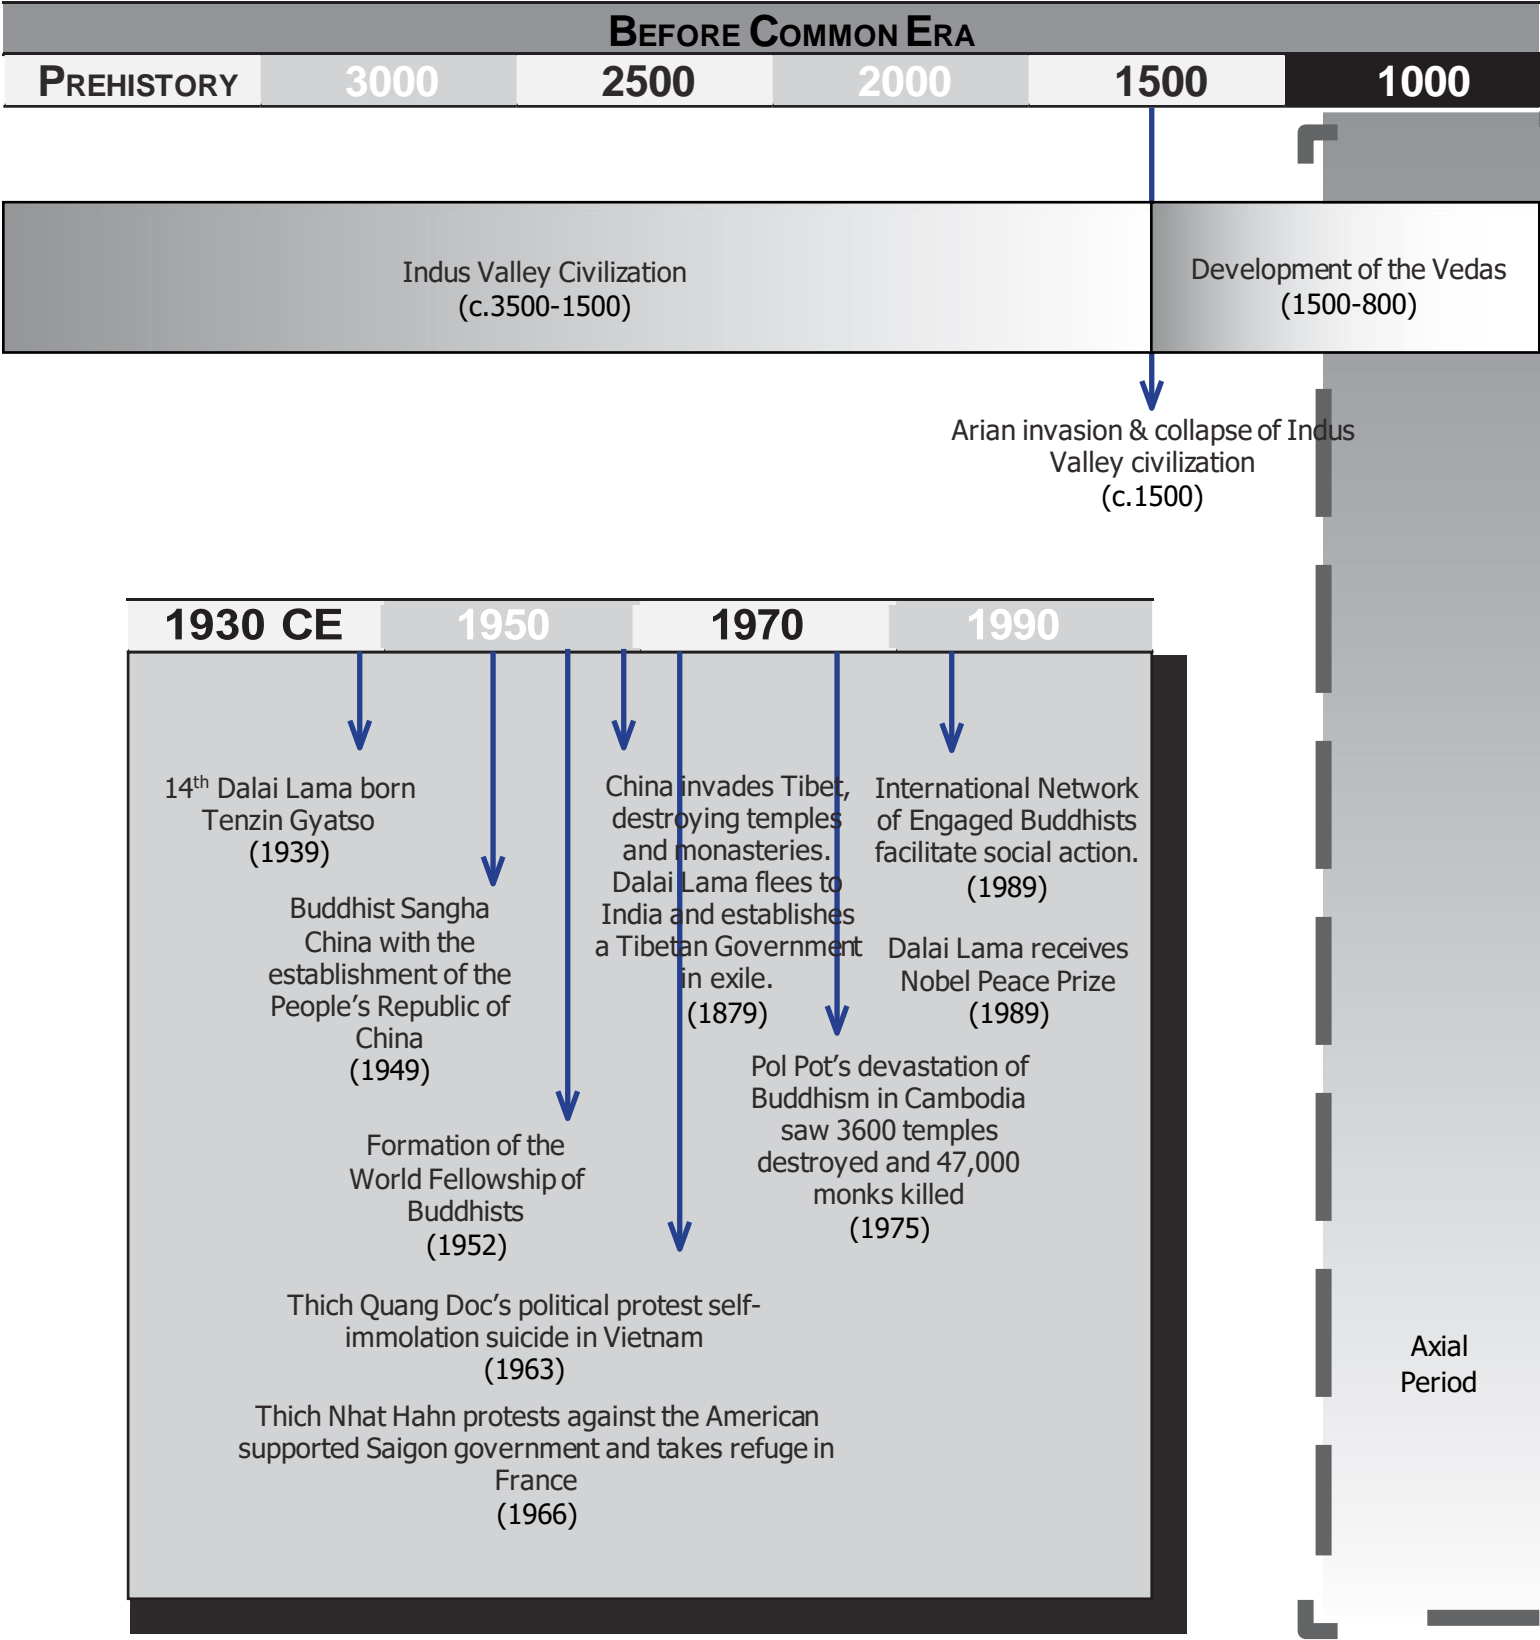 BEFORE COMMON ERA
PREHISTORY 3000 2500 2000 1500 1000
Indus Valley Civilization
(c.3500-1500)
Development of the Vedas
(1500-800)
Arian invasion & collapse of Indus
Valley civilization
(c.1500)
1930 CE 1950 1970 1990
14th Dalai Lama born
Tenzin Gyatso
(1939)
Buddhist Sangha
China with the
establishment of the
People’s Republic of
China
(1949)
Formation of the
World Fellowship of
Buddhists
(1952)
China invades Tibet,
destroying temples
and monasteries.
Dalai Lama flees to
India and establishes
a Tibetan Government
in exile.
(1879)
International Network
of Engaged Buddhists
facilitate social action.
(1989)
Dalai Lama receives
Nobel Peace Prize
(1989)
Pol Pot’s devastation of
Buddhism in Cambodia
saw 3600 temples
destroyed and 47,000
monks killed
(1975)
Thich Quang Doc’s political protest self-
immolation suicide in Vietnam
(1963)
Thich Nhat Hahn protests against the American
supported Saigon government and takes refuge in
France
(1966)
Axial
Period